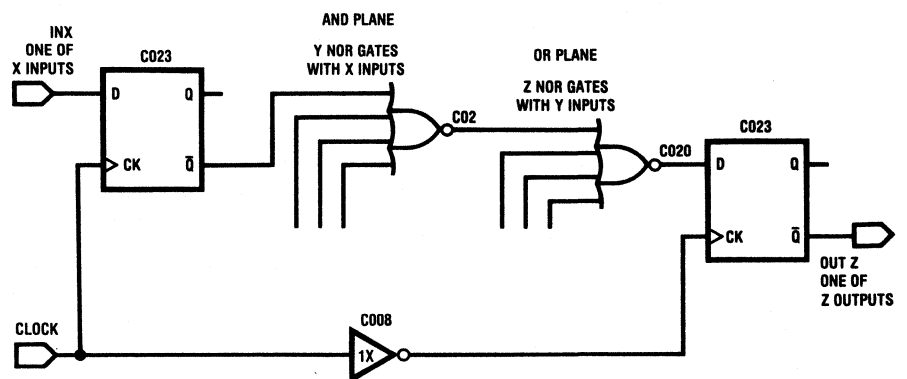 AND PLANE
INX
ONE OF
X INPUTS
C023
Y NOR GATES
WITH X INPUTS
OR PLANE
Z NOR GATES
WITH Y INPUTS
D
Q
CK
Q̅
C02
C020
C023
D
Q
CK
Q̅
OUT Z
ONE OF
Z OUTPUTS
CLOCK
C008
1X